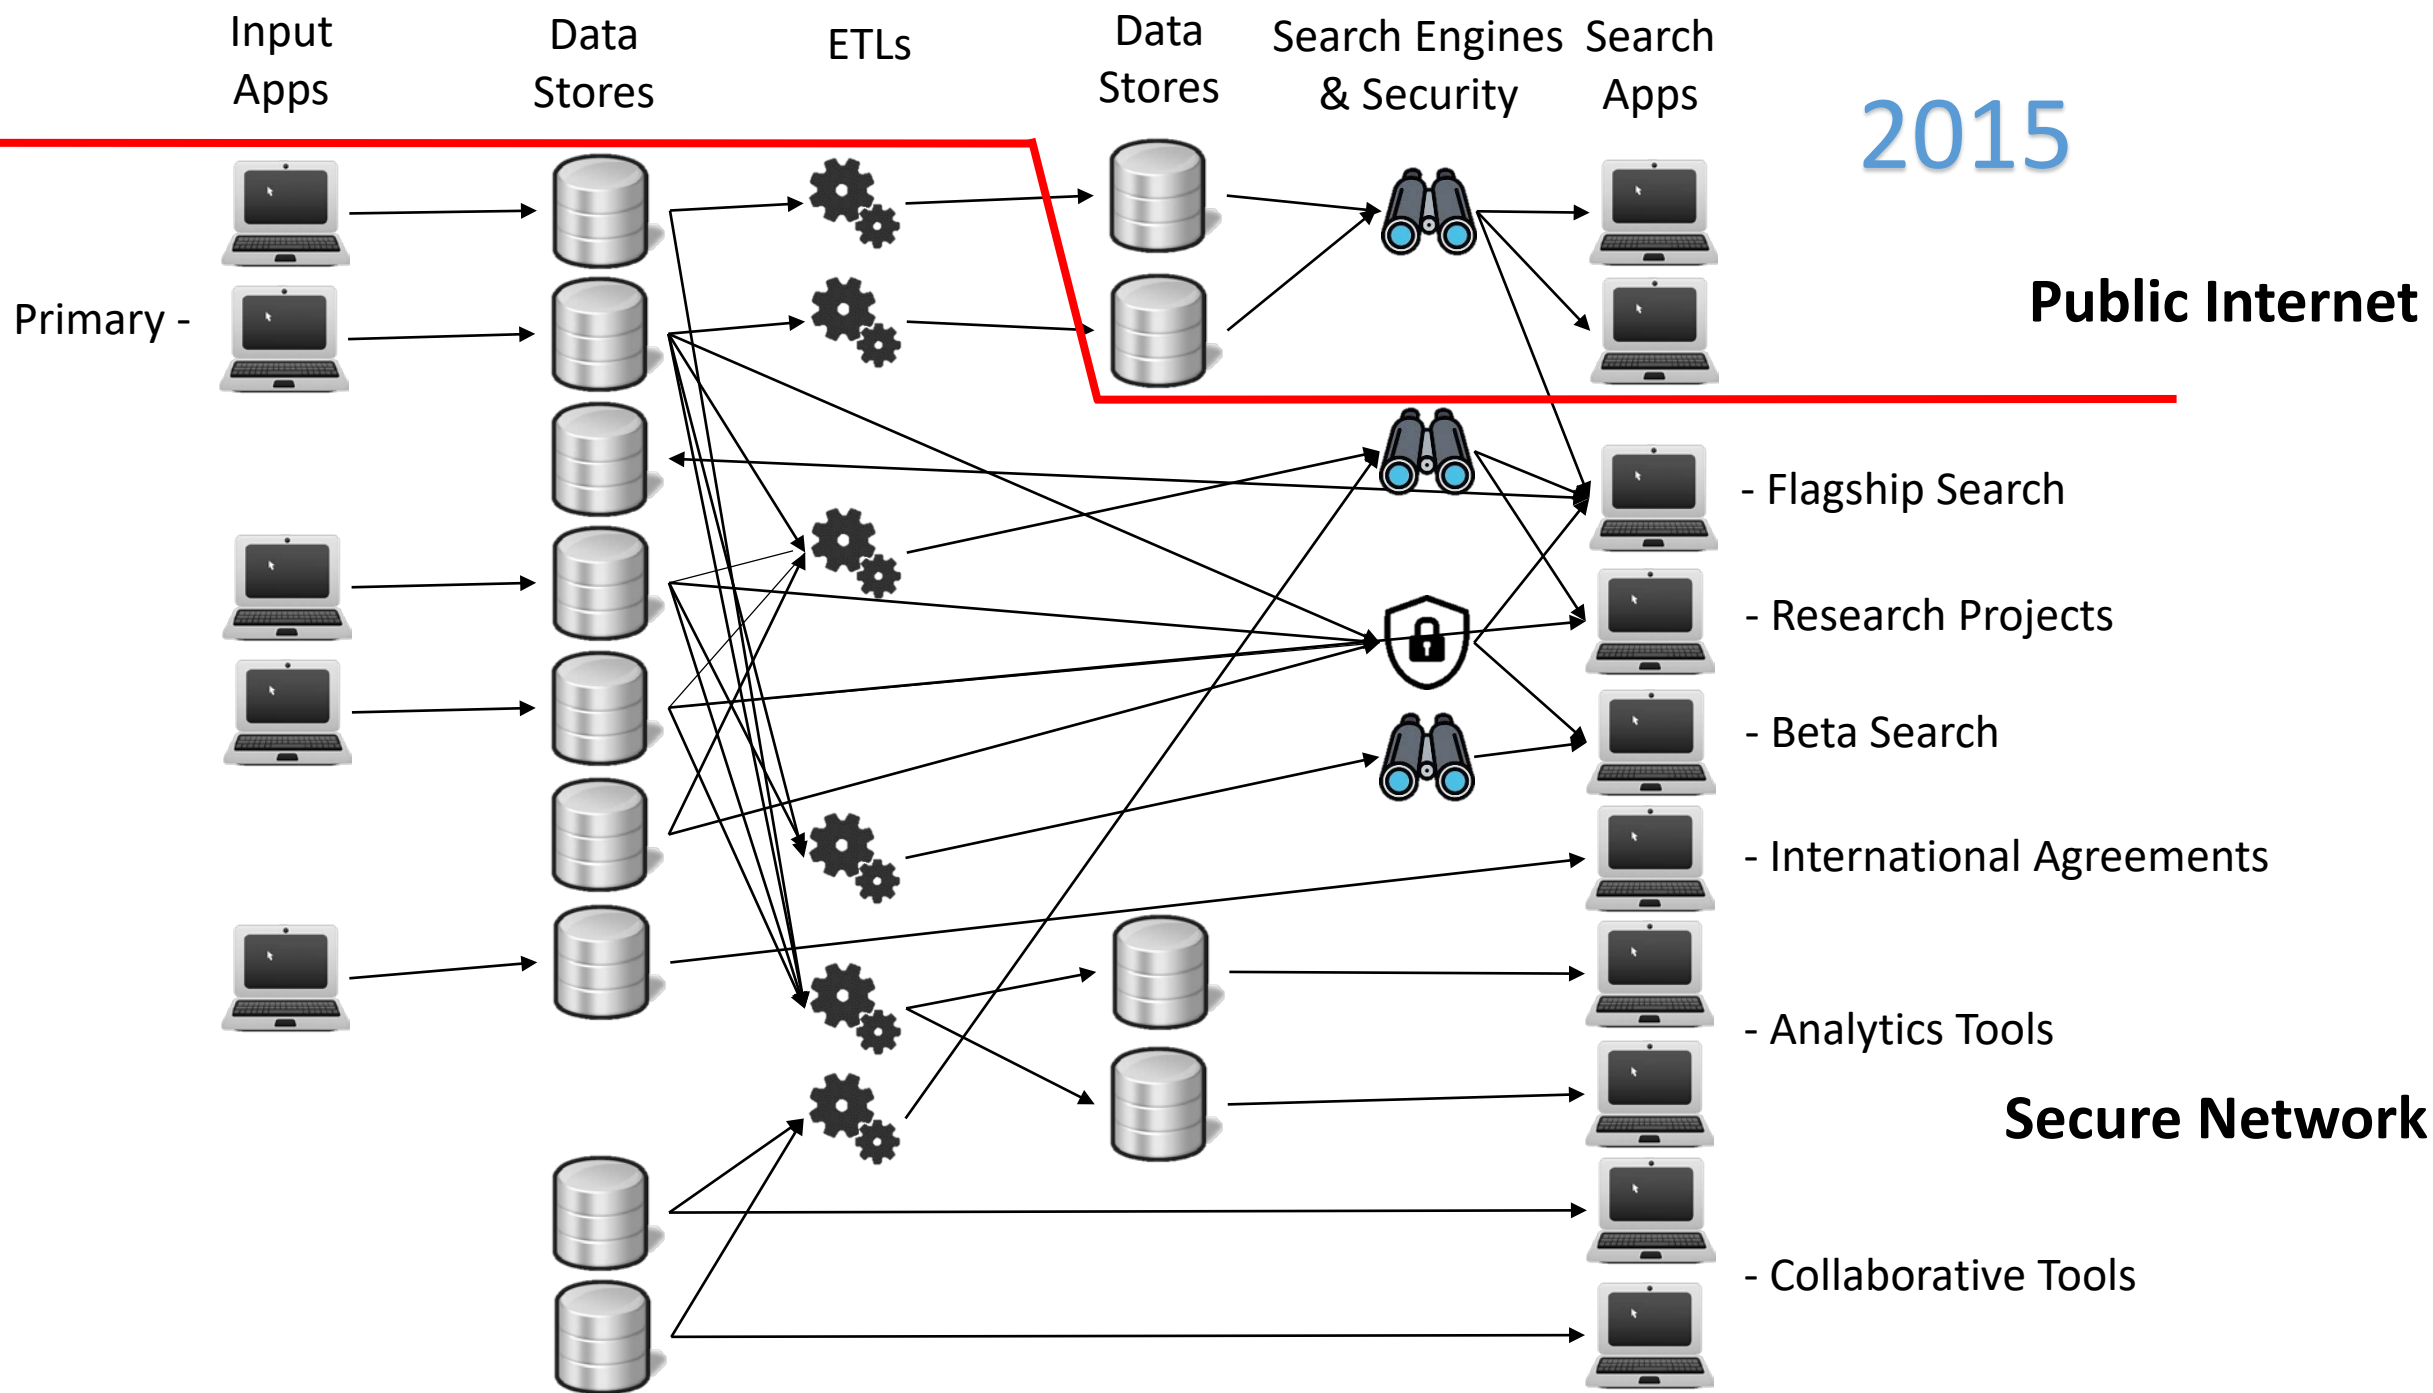 Input
Apps
Data
Stores
ETLs
Data
Stores
Search Engines
& Security
Search
Apps
2015
Primary -
Public Internet
- Flagship Search
- Research Projects
- Beta Search
- International Agreements
- Analytics Tools
Secure Network
- Collaborative Tools